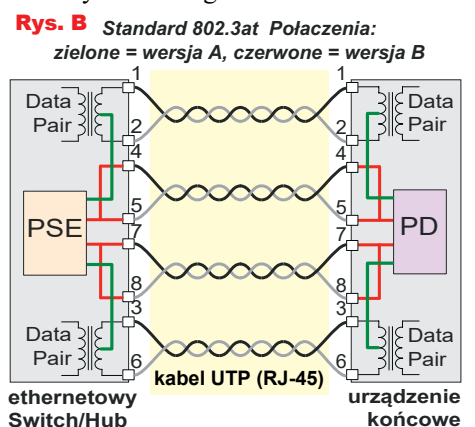 Rys. B Standard 802.3at Połaczenia:
zielone = wersja A, czerwone = wersja B
1 1
Data Pair Data Pair
2 2
4 4
5 5
PSE PD
7 7
8 8
3 3
Data Pair Data Pair
6 6
kabel UTP (RJ-45)
ethernetowy urządzenie
Switch/Hub końcowe